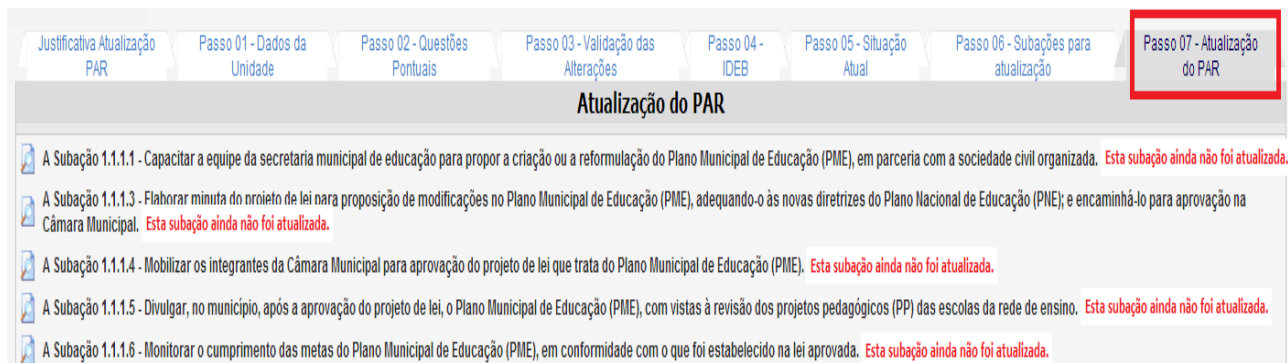 Justificativa Atualização PAR
Passo 01 - Dados da Unidade
Passo 02 - Questões Pontuais
Passo 03 - Validação das Alterações
Passo 04 - IDEB
Passo 05 - Situação Atual
Passo 06 - Subações para atualização
Passo 07 - Atualização do PAR
Atualização do PAR
A Subação 1.1.1.1 - Capacitar a equipe da secretaria municipal de educação para propor a criação ou a reformulação do Plano Municipal de Educação (PME), em parceria com a sociedade civil organizada. Esta subação ainda não foi atualizada.
A Subação 1.1.1.3 - Elaborar minuta do projeto de lei para proposição de modificações no Plano Municipal de Educação (PME), adequando-o às novas diretrizes do Plano Nacional de Educação (PNE); e encaminhá-lo para aprovação na
Câmara Municipal. Esta subação ainda não foi atualizada.
A Subação 1.1.1.4 - Mobilizar os integrantes da Câmara Municipal para aprovação do projeto de lei que trata do Plano Municipal de Educação (PME). Esta subação ainda não foi atualizada.
A Subação 1.1.1.5 - Divulgar, no município, após a aprovação do projeto de lei, o Plano Municipal de Educação (PME), com vistas à revisão dos projetos pedagógicos (PP) das escolas da rede de ensino. Esta subação ainda não foi atualizada.
A Subação 1.1.1.6 - Monitorar o cumprimento das metas do Plano Municipal de Educação (PME), em conformidade com o que foi estabelecido na lei aprovada. Esta subação ainda não foi atualizada.